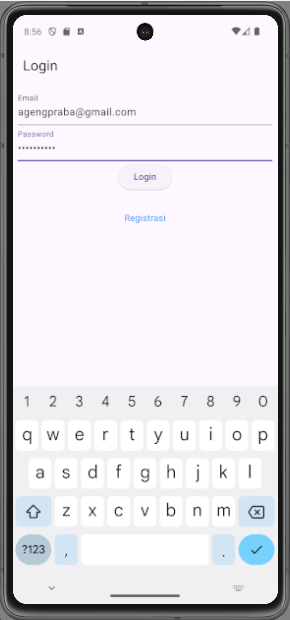 8:56
Login
Email
agengpraba@gmail.com
Password
••••••••••
Login
Registrasi
1 2 3 4 5 6 7 8 9 0
q w e r t y u i o p
a s d f g h j k l
z x c v b n m
?123 , .